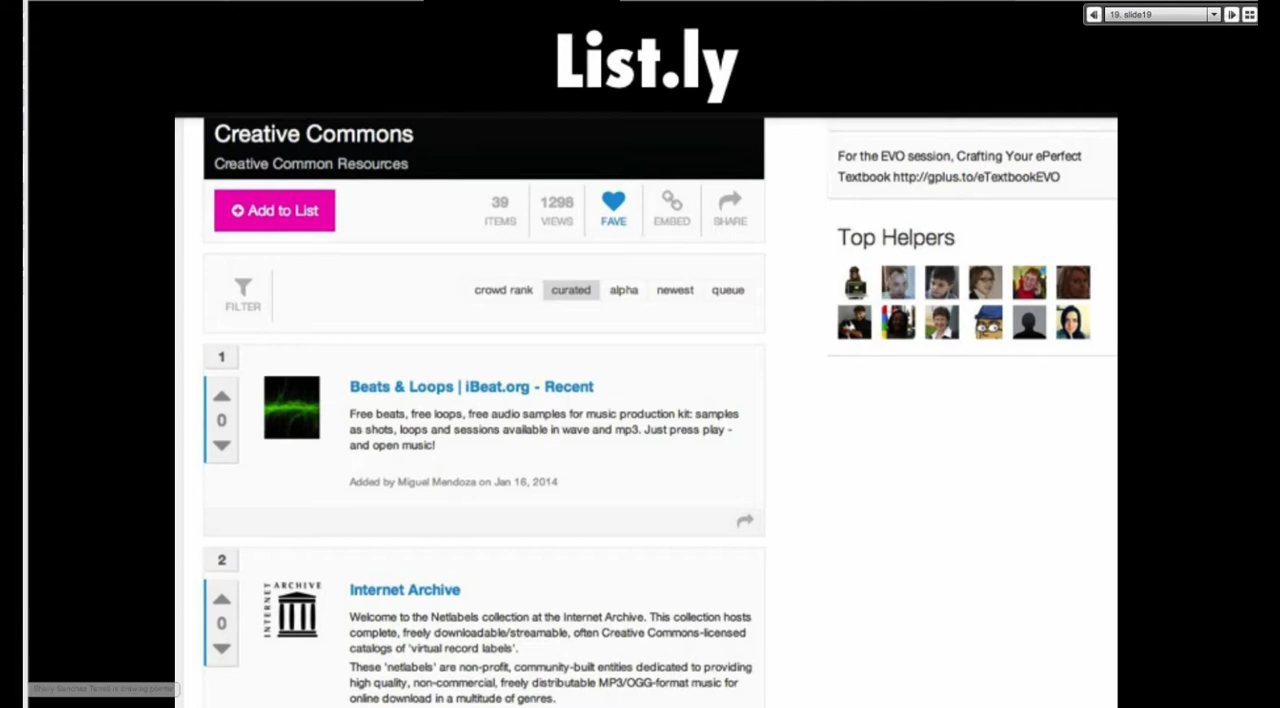 19. slide19
List.ly
Creative Commons
Creative Common Resources
Add to List
39
ITEMS
1298
VIEWS
FAVE
EMBED
SHARE
For the EVO session, Crafting Your ePerfect
Textbook http://gplus.to/eTextbookEVO
Top Helpers
FILTER
crowd rank curated alpha newest queue
1
0
Beats & Loops | iBeat.org - Recent
Free beats, free loops, free audio samples for music production kit: samples
as shots, loops and sessions available in wave and mp3. Just press play -
and open music!
Added by Miguel Mendoza on Jan 16, 2014
2
0
INTERNET ARCHIVE
Internet Archive
Welcome to the Netlabels collection at the Internet Archive. This collection hosts
complete, freely downloadable/streamable, often Creative Commons-licensed
catalogs of 'virtual record labels'.
These 'netlabels' are non-profit, community-built entities dedicated to providing
high quality, non-commercial, freely distributable MP3/OGG-format music for
online download in a multitude of genres.